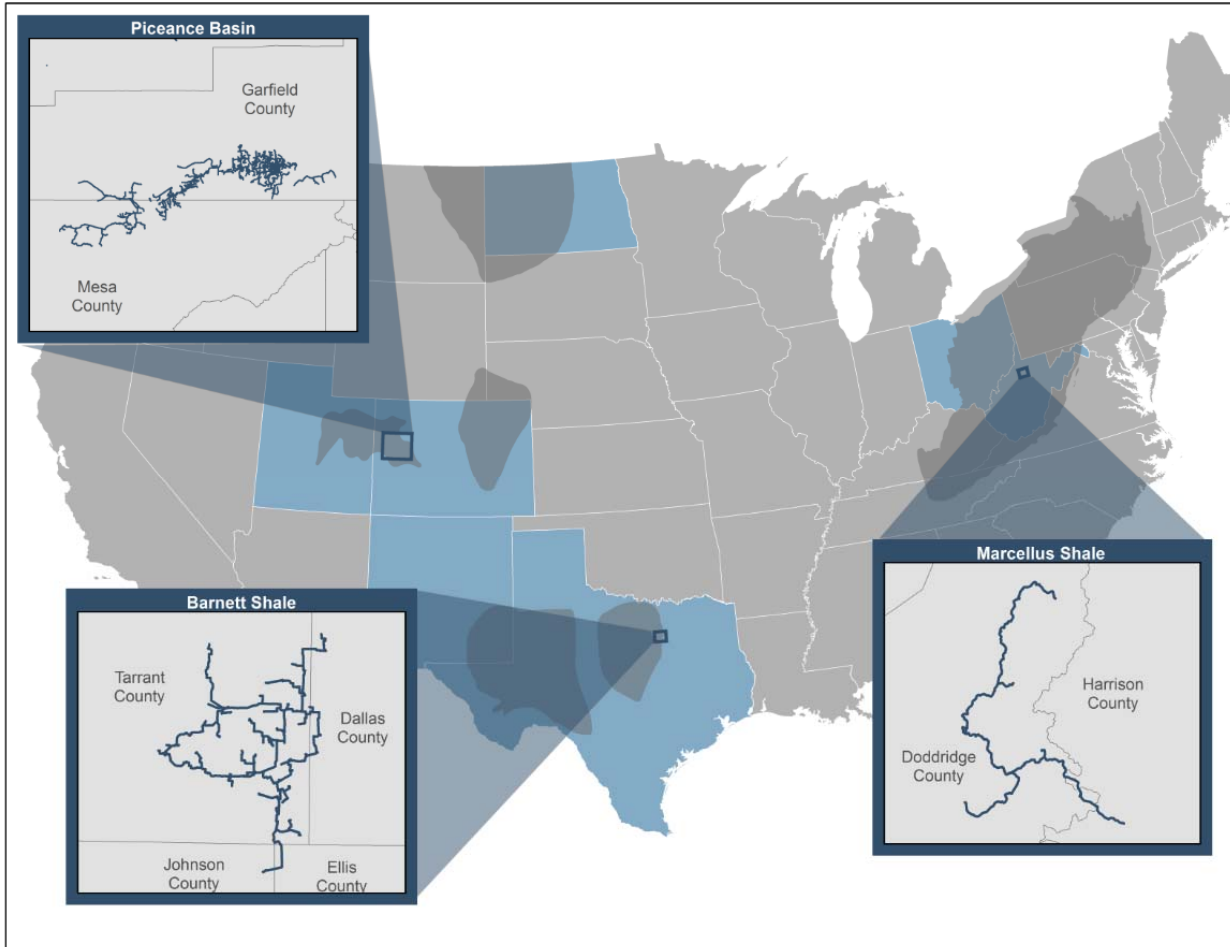 Piceance Basin
Garfield
County
Mesa
County
Barnett Shale
Tarrant
County
Dallas
County
Johnson
County
Ellis
County
Marcellus Shale
Harrison
County
Doddridge
County